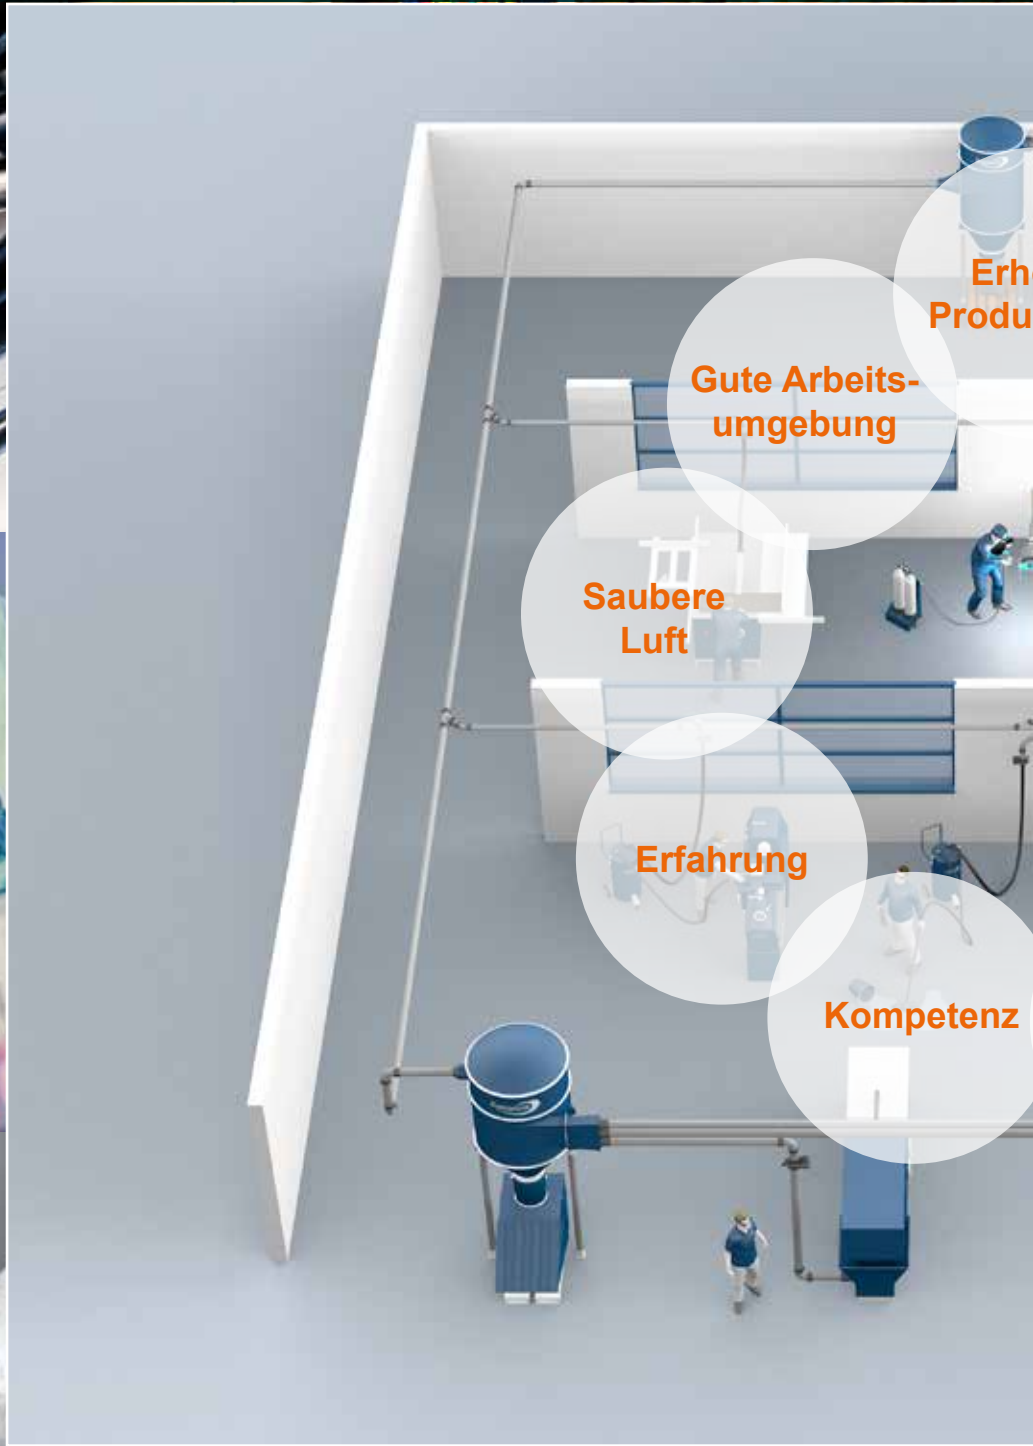 Gute Arbeits-
umgebung
Saubere
Luft
Erfahrung
Kompetenz